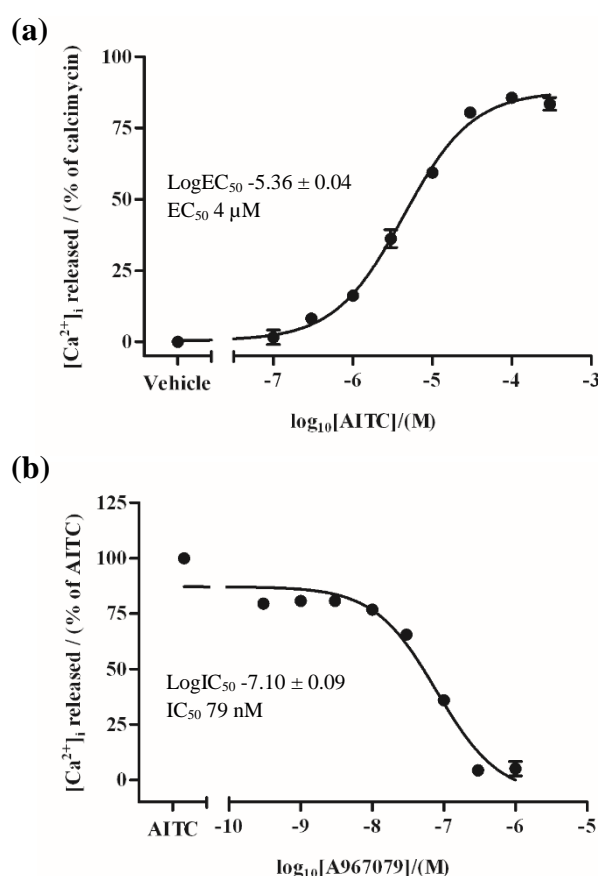 (a)
[Ca²⁺]ᵢ released / (% of calcimycin)
100
75
50
25
0
LogEC₅₀ -5.36 ± 0.04
EC₅₀ 4 µM
Vehicle
-7
-6
-5
-4
-3
log₁₀[AITC]/(M)
(b)
[Ca²⁺]ᵢ released / (% of AITC)
125
100
75
50
25
0
LogIC₅₀ -7.10 ± 0.09
IC₅₀ 79 nM
AITC
-10
-9
-8
-7
-6
-5
log₁₀[A967079]/(M)